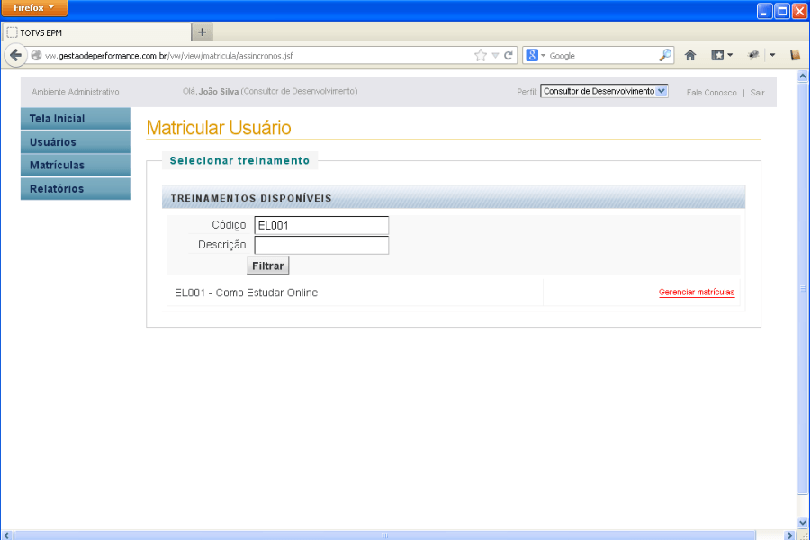 Firefox
TOTVS EPM
vw.gestaodeperformance.com.br/vw/view/matricula/assincronos.jsf
Google
Ambiente Administrativo
Olá, João Silva (Consultor de Desenvolvimento)
Perfil Consultor de Desenvolvimento
Fale Conosco | Sair
Tela Inicial
Usuários
Matrículas
Relatórios
Matricular Usuário
Selecionar treinamento
TREINAMENTOS DISPONÍVEIS
Código EL001
Descrição
Filtrar
EL001 - Como Estudar Online
Gerenciar matrículas